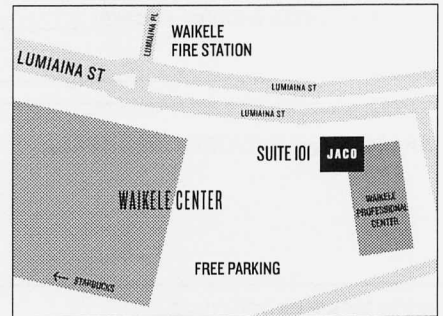 LUMIAINA PL
WAIKELE
FIRE STATION
LUMIAINA ST
LUMIAINA ST
LUMIAINA ST
SUITE 101
JACO
WAIKELE CENTER
WAIKELE
PROFESSIONAL
CENTER
FREE PARKING
← STARBUCKS